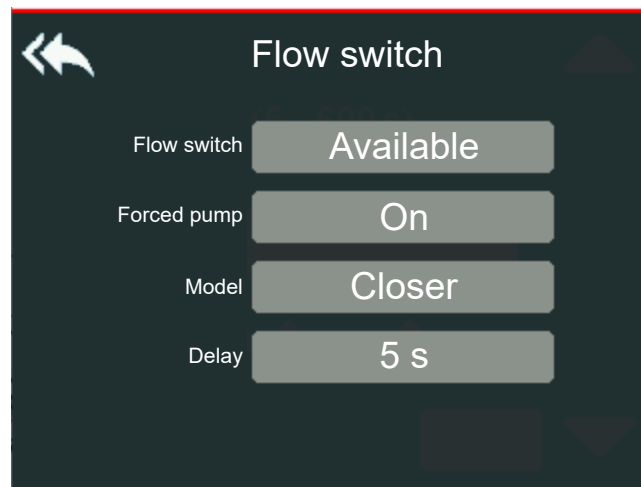 Flow switch
Flow switch Available
Forced pump On
Model Closer
Delay 5 s